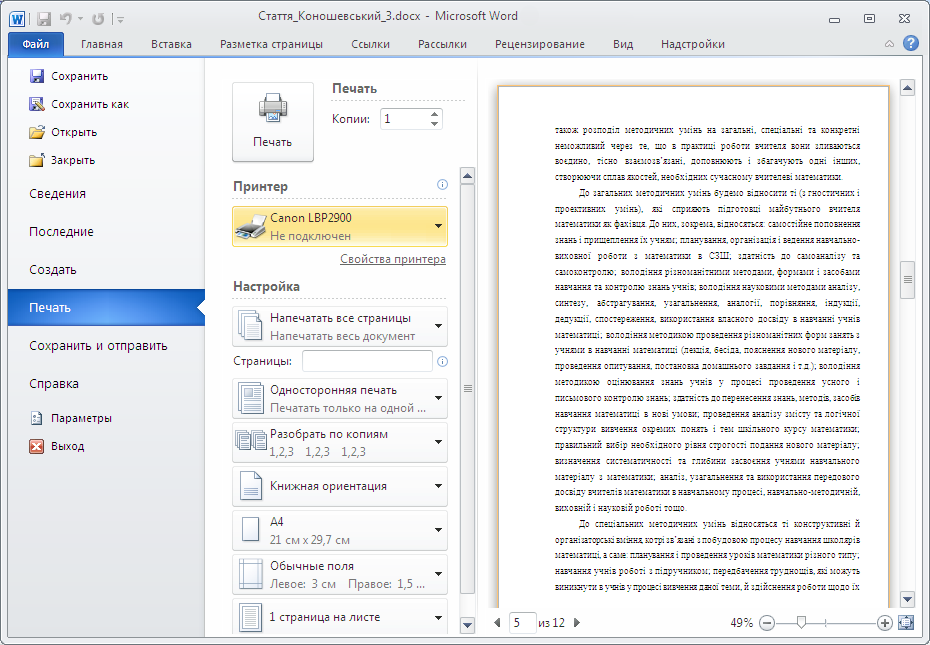 Стаття_Коношевський_3.docx - Microsoft Word
Файл Главная Вставка Разметка страницы Ссылки Рассылки Рецензирование Вид Надстройки
Сохранить
Сохранить как
Открыть
Закрыть
Сведения
Последние
Создать
Печать
Сохранить и отправить
Справка
Параметры
Выход
Печать
Печать
Копии: 1
Принтер
Canon LBP2900
Не подключен
Свойства принтера
Настройка
Напечатать все страницы
Напечатать весь документ
Страницы:
Односторонняя печать
Печатать только на одной ...
Разобрать по копиям
1,2,3 1,2,3 1,2,3
Книжная ориентация
A4
21 см x 29,7 см
Обычные поля
Левое: 3 см Правое: 1,5 ...
1 страница на листе
також розподіл методичних умінь на загальні, спеціальні та конкретні
неможливий через те, що в практиці роботи вчителя вони зливаються
воєдино, тісно взаємозв'язані, доповнюють і збагачують одні інших,
створюючи сплав якостей, необхідних сучасному вчителеві математики.
До загальних методичних умінь будемо відносити ті (з гностичних і
проективних умінь), які сприяють підготовці майбутнього вчителя
математики як фахівця. До них, зокрема, відносяться: самостійне поповнення
знань і прищеплення їх учням; планування, організація і ведення навчально-
виховної роботи з математики в СЗШ; здатність до самоаналізу та
самоконтролю; володіння різноманітними методами, формами і засобами
навчання та контролю знань учнів; володіння науковими методами аналізу,
синтезу, абстрагування, узагальнення, аналогії, порівняння, індукції,
дедукції, спостереження, використання власного досвіду в навчанні учнів
математиці; володіння методикою проведення різноманітних форм занять з
учнями в навчанні математиці (лекція, бесіда, пояснення нового матеріалу,
проведення опитування, постановка домашнього завдання і т.д.); володіння
методикою оцінювання знань учнів у процесі проведення усного і
письмового контролю знань; здатність до перенесення знань, методів, засобів
навчання математиці в нові умови; проведення аналізу змісту та логічної
структури вивчення окремих понять і тем шкільного курсу математики;
правильний вибір необхідного рівня строгості подання нового матеріалу;
визначення систематичності та глибини засвоєння учнями навчального
матеріалу з математики; аналіз, узагальнення та використання передового
досвіду вчителів математики в навчальному процесі, навчально-методичній,
виховній і науковій роботі тощо.
До спеціальних методичних умінь відносяться ті конструктивні й
організаторські вміння, котрі зв'язані з побудовою процесу навчання школярів
математиці, а саме: планування і проведення уроків математики різного типу;
навчання учнів роботі з підручником; передбачення труднощів, які можуть
виникнути в учнів у процесі вивчення даної теми, й здійснення роботи щодо їх
5 из 12
49%